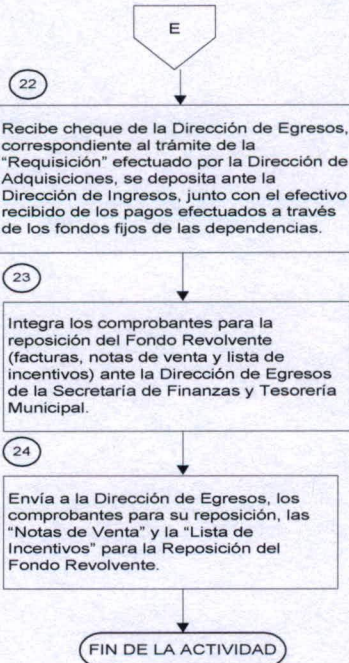 E
22
Recibe cheque de la Dirección de Egresos,
correspondiente al trámite de la
“Requisición” efectuado por la Dirección de
Adquisiciones, se deposita ante la
Dirección de Ingresos, junto con el efectivo
recibido de los pagos efectuados a través
de los fondos fijos de las dependencias.
23
Integra los comprobantes para la
reposición del Fondo Revolvente
(facturas, notas de venta y lista de
incentivos) ante la Dirección de Egresos
de la Secretaría de Finanzas y Tesorería
Municipal.
24
Envía a la Dirección de Egresos, los
comprobantes para su reposición, las
“Notas de Venta” y la “Lista de
Incentivos” para la Reposición del
Fondo Revolvente.
FIN DE LA ACTIVIDAD